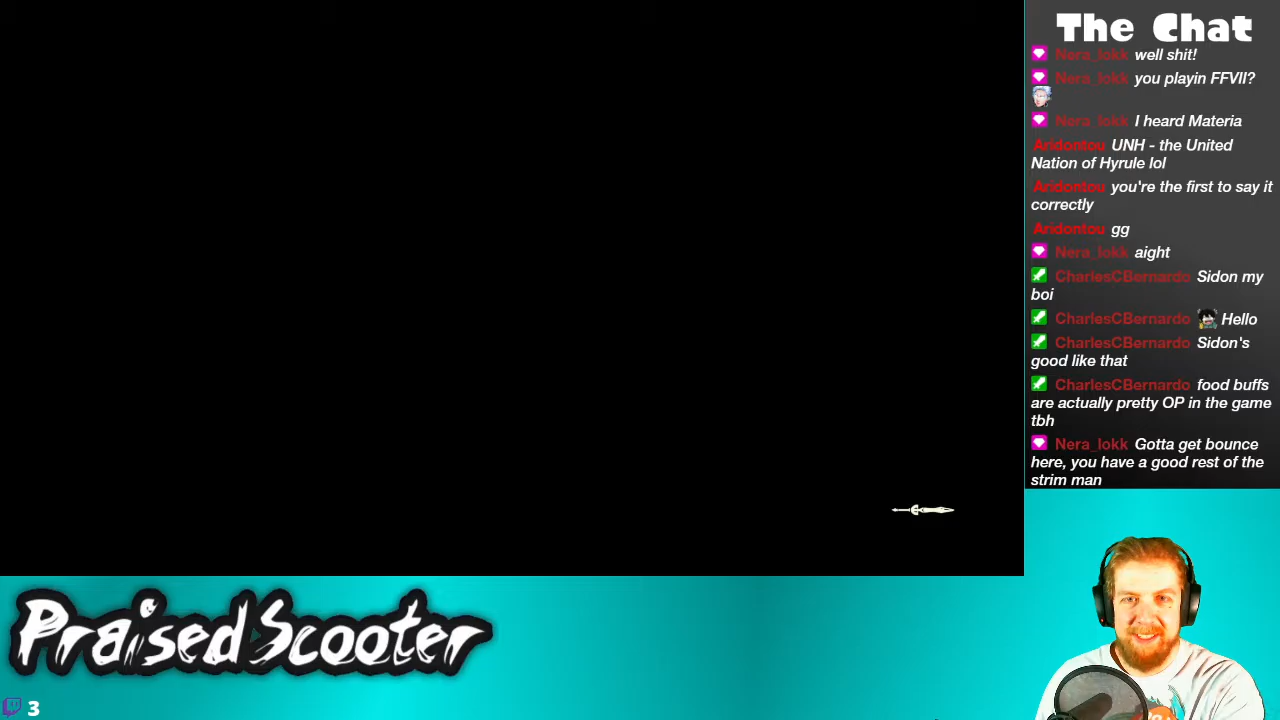 The Chat
Nera_lokk well shit!
Nera_lokk you playin FFVII?
Nera_lokk I heard Materia
Aridontou UNH - the United
Nation of Hyrule lol
Aridontou you're the first to say it
correctly
Aridontou gg
Nera_lokk aight
CharlesCBernardo Sidon my
boi
CharlesCBernardo Hello
CharlesCBernardo Sidon's
good like that
CharlesCBernardo food buffs
are actually pretty OP in the game
tbh
Nera_lokk Gotta get bounce
here, you have a good rest of the
strim man
PraisedScooter
3